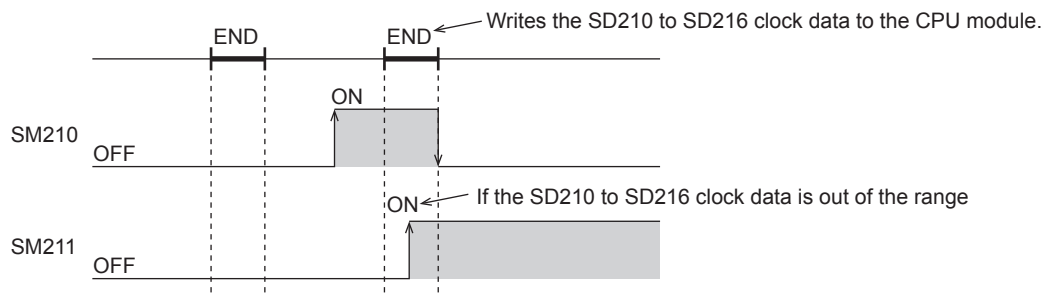 Writes the SD210 to SD216 clock data to the CPU module.
END
END
ON
SM210
OFF
If the SD210 to SD216 clock data is out of the range
ON
SM211
OFF